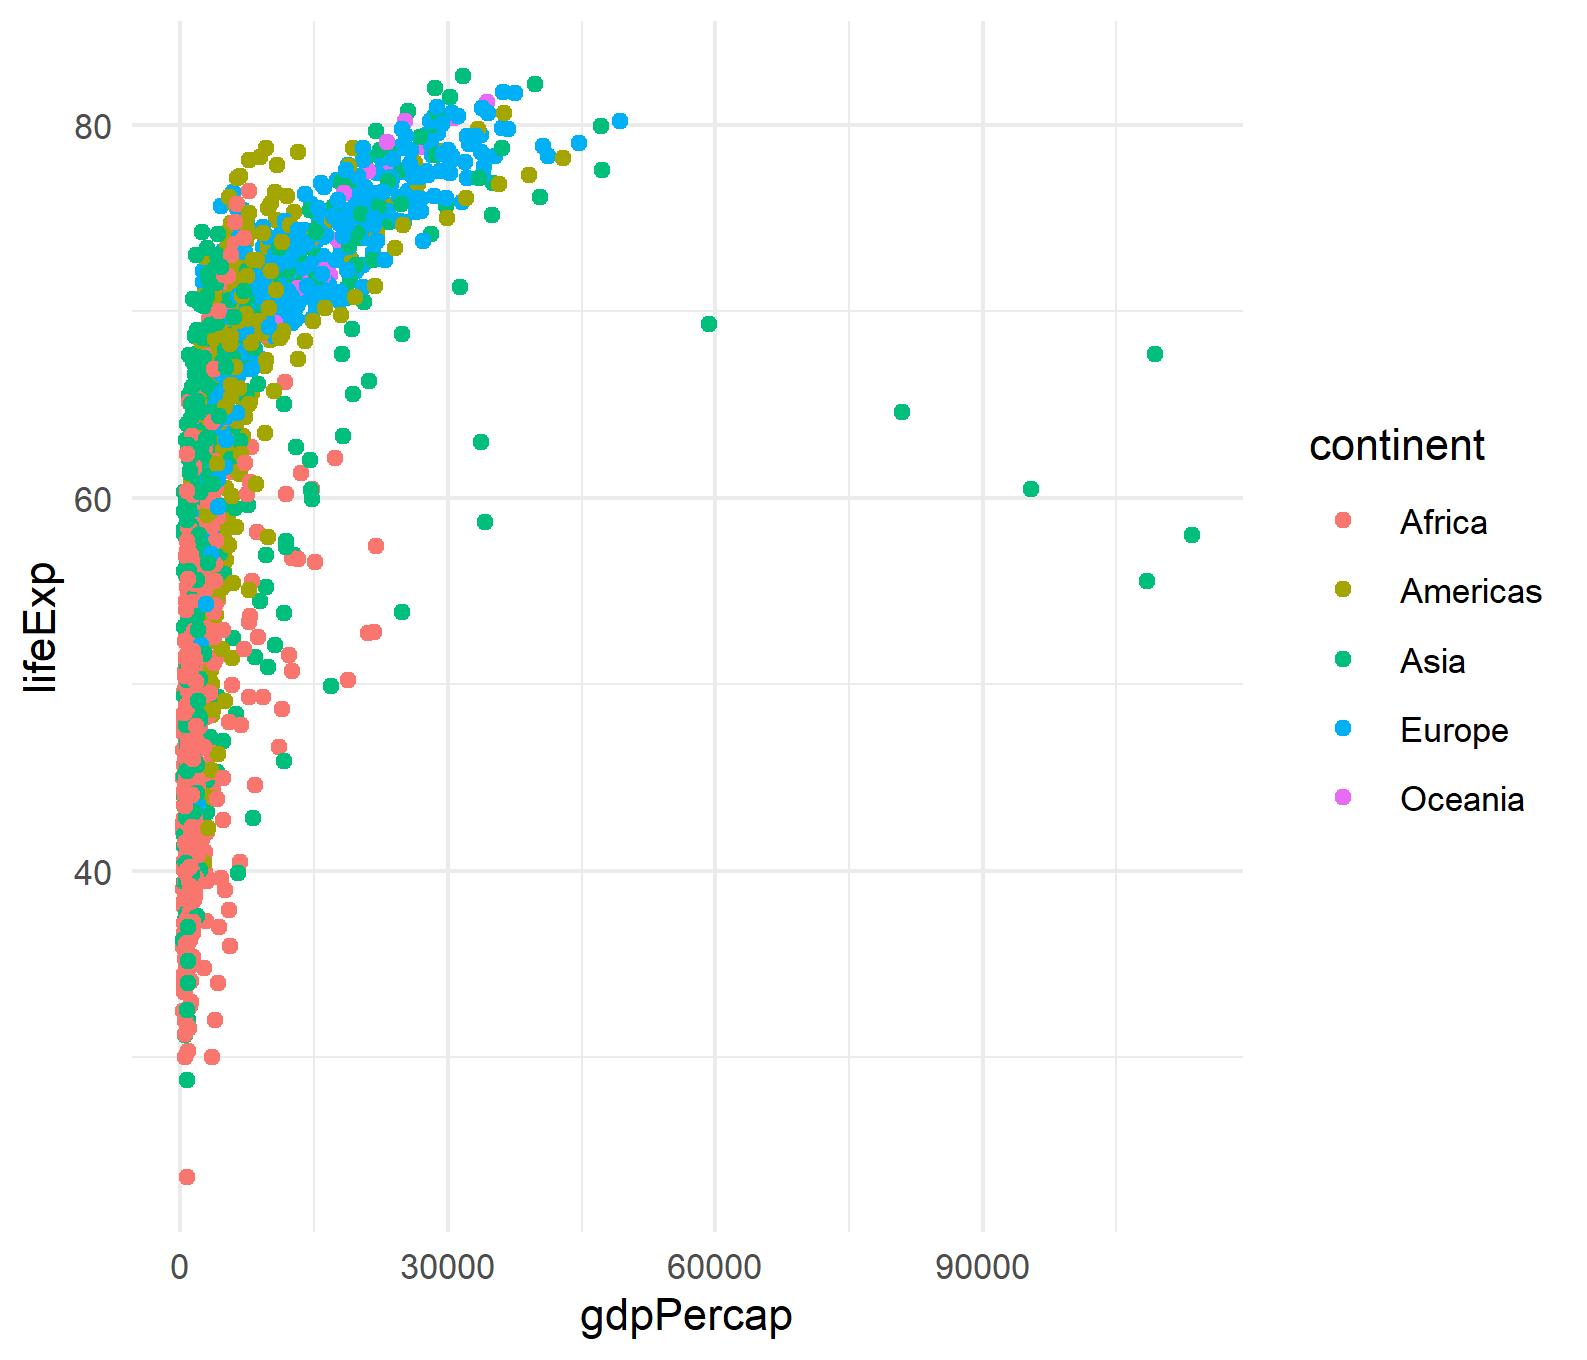 80
60
40
lifeExp
0
30000
60000
90000
gdpPercap
continent
Africa
Americas
Asia
Europe
Oceania